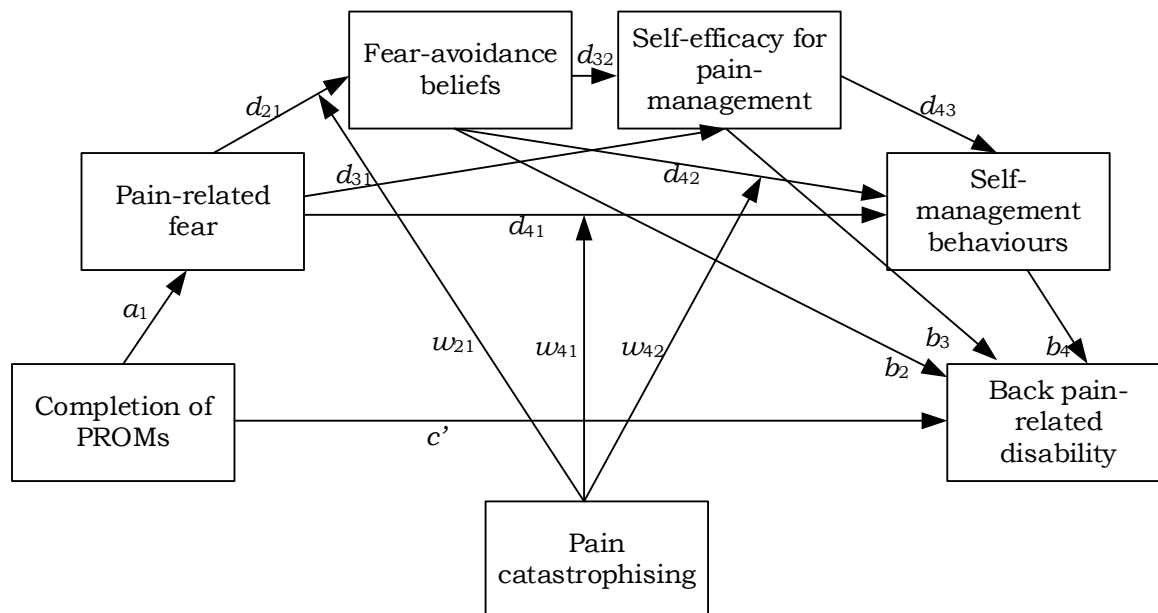 Fear-avoidance
beliefs
d32
Self-efficacy for
pain-
management
d21
d43
Pain-related
fear
d31
d42
Self-
management
behaviours
d41
a1
w21
w41
w42
b3
b4
b2
Completion of
PROMs
c’
Back pain-
related
disability
Pain
catastrophising